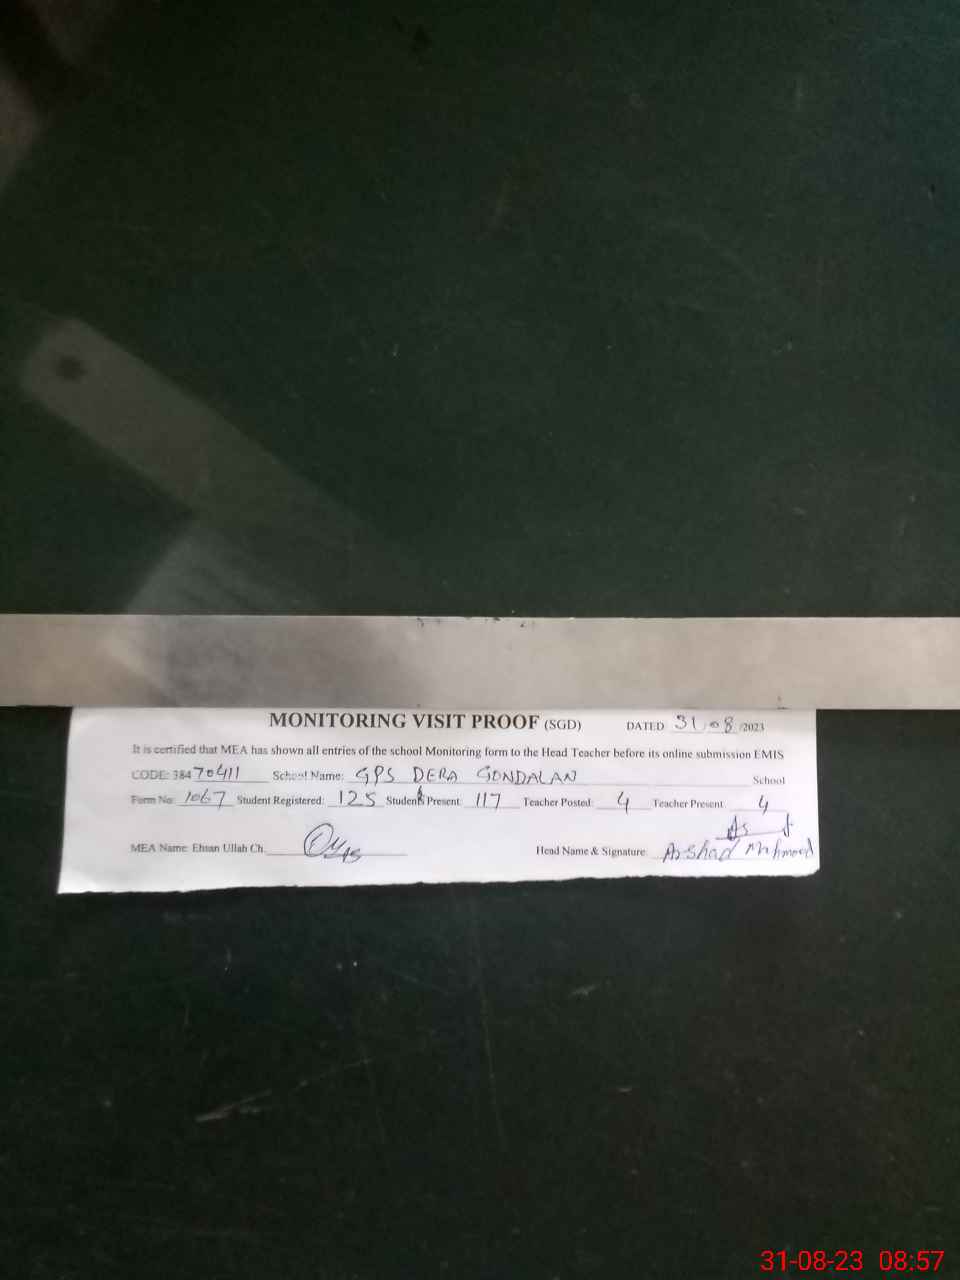 MONITORING VISIT PROOF (SGD) DATED 31.08/2023
It is certified that MEA has shown all entries of the school Monitoring form to the Head Teacher before its online submission EMIS
CODE: 38470411 School Name: GPS DERA GONDALAN School
Form No: 1067 Student Registered: 125 Student Present: 117 Teacher Posted: 4 Teacher Present 4
MEA Name: Ehsan Ullah Ch. Head Name & Signature: Arshad Mahmood
31-08-23 08:57